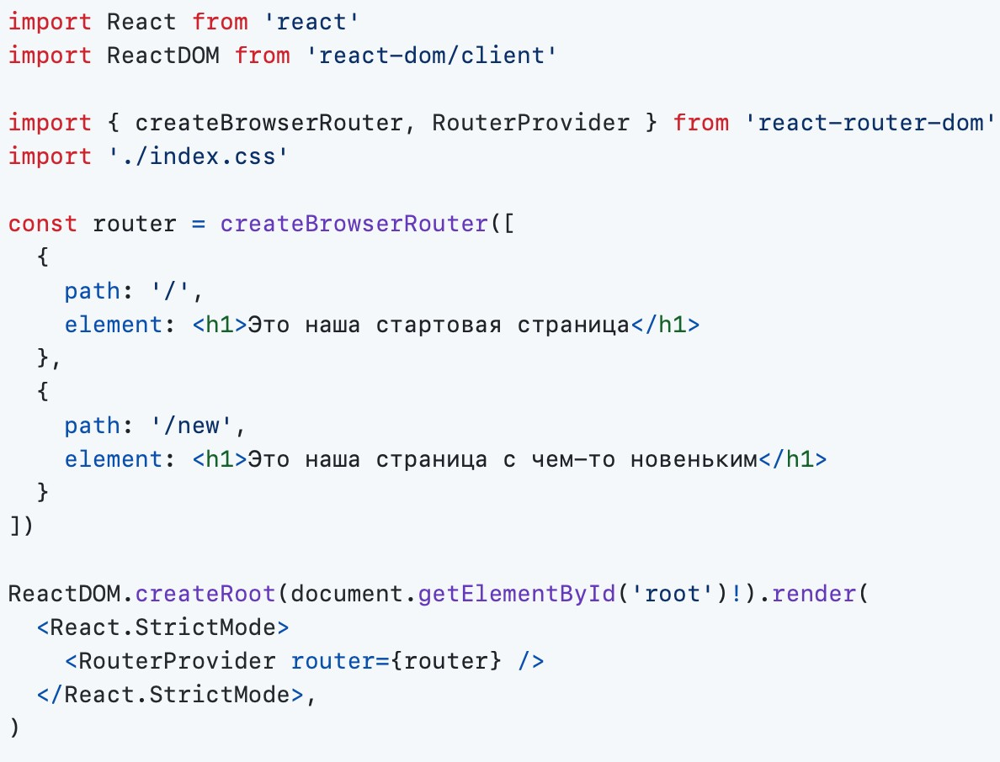 import React from 'react'
import ReactDOM from 'react-dom/client'
import { createBrowserRouter, RouterProvider } from 'react-router-dom'
import './index.css'
const router = createBrowserRouter([
  {
    path: '/',
    element: <h1>Это наша стартовая страница</h1>
  },
  {
    path: '/new',
    element: <h1>Это наша страница с чем-то новеньким</h1>
  }
])
ReactDOM.createRoot(document.getElementById('root')!).render(
  <React.StrictMode>
    <RouterProvider router={router} />
  </React.StrictMode>,
)